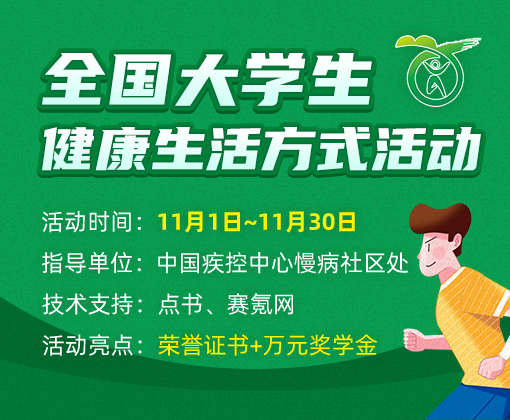 全国大学生
健康生活方式活动
活动时间：11月1日~11月30日
指导单位：中国疾控中心慢病社区处
技术支持：点书、赛氪网
活动亮点：荣誉证书+万元奖学金